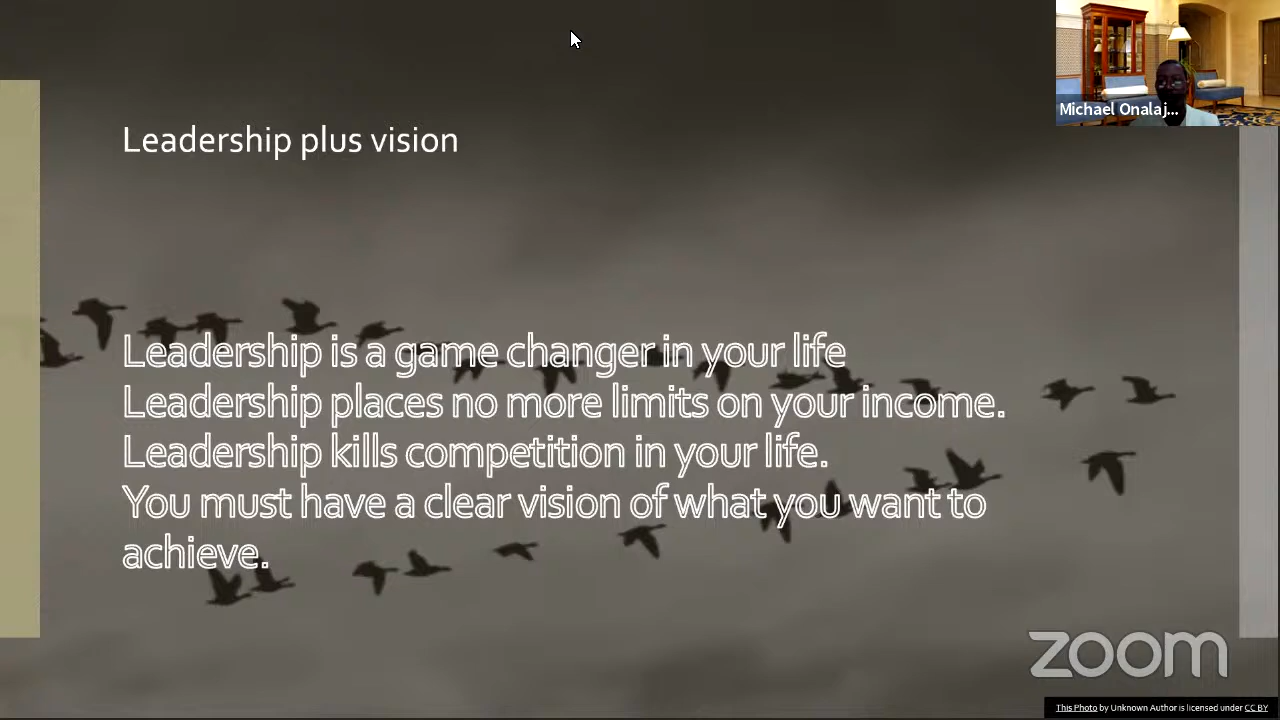 Michael Onalaj...
Leadership plus vision
Leadership is a game changer in your life
Leadership places no more limits on your income.
Leadership kills competition in your life.
You must have a clear vision of what you want to
achieve.
zoom
This Photo by Unknown Author is licensed under CC BY